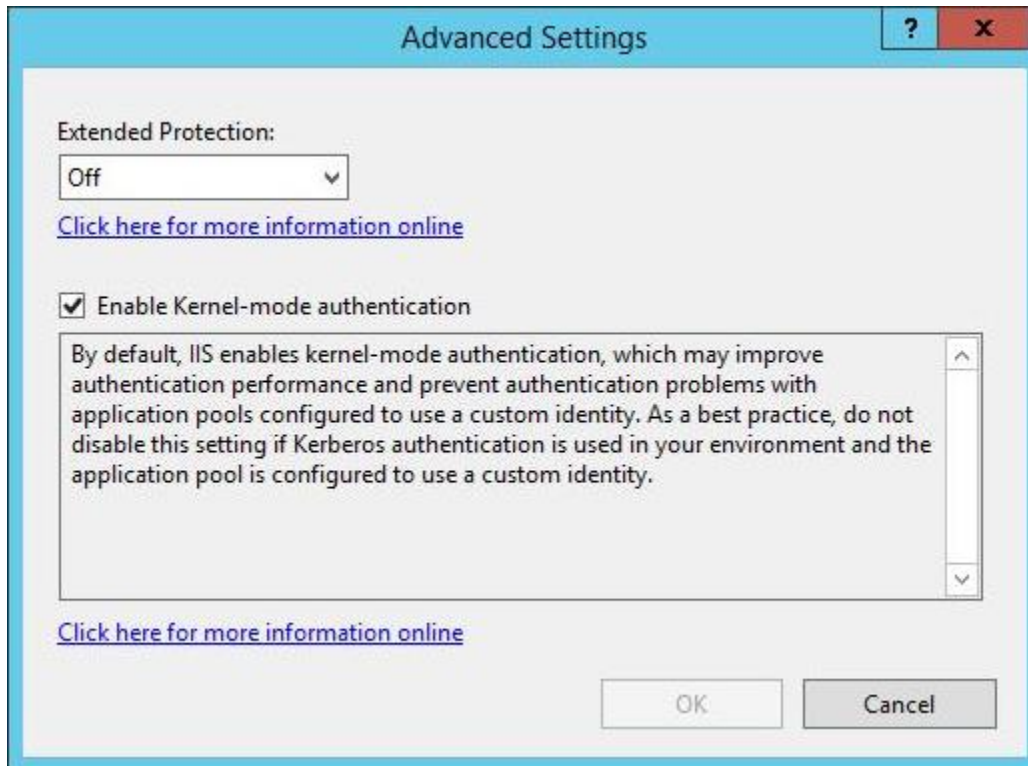 Advanced Settings
?
x
Extended Protection:
Off
Click here for more information online
Enable Kernel-mode authentication
By default, IIS enables kernel-mode authentication, which may improve
authentication performance and prevent authentication problems with
application pools configured to use a custom identity. As a best practice, do not
disable this setting if Kerberos authentication is used in your environment and the
application pool is configured to use a custom identity.
Click here for more information online
OK
Cancel